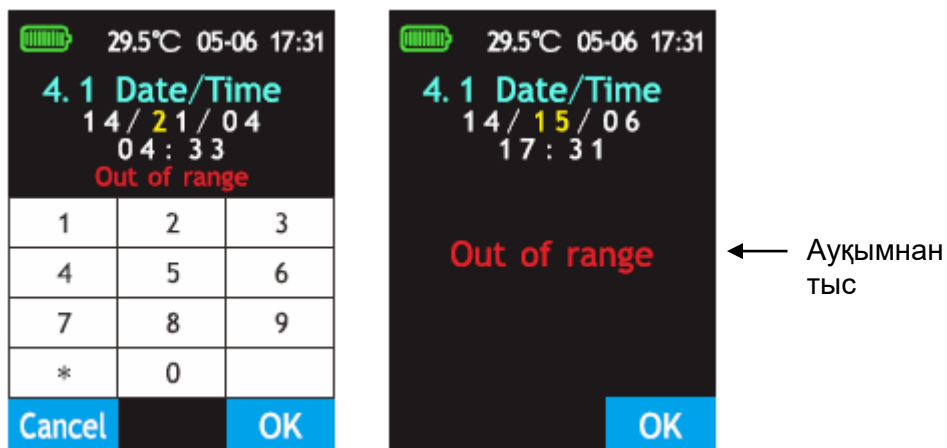 29.5°C 05-06 17:31
4.1 Date/Time
14/21/04
04:33
Out of range
1 2 3
4 5 6
7 8 9
* 0
Cancel OK
29.5°C 05-06 17:31
4.1 Date/Time
14/15/06
17:31
Out of range
OK
Ауқымнан
тыс